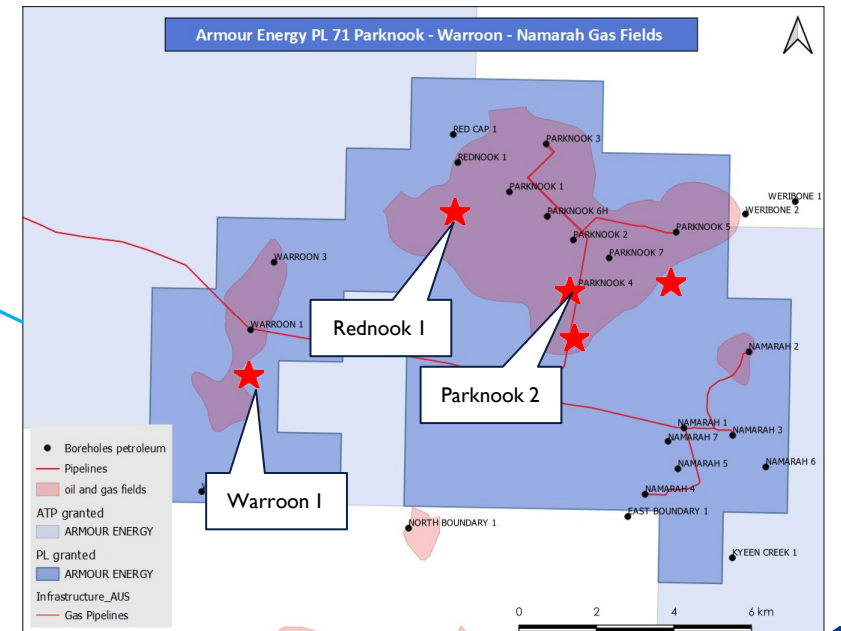 Armour Energy PL 71 Parknook - Warroon - Namarah Gas Fields
RED CAP 1
PARKNOOK 3
REDNOOK 1
PARKNOOK 1
WERIBONE 1
WERIBONE 2
PARKNOOK 6H
PARKNOOK 5
PARKNOOK 2
PARKNOOK 7
WARROON 3
PARKNOOK 4
Rednook 1
WARROON 1
NAMARAH 2
Parknook 2
NAMARAH 1
NAMARAH 3
NAMARAH 7
NAMARAH 5
NAMARAH 6
Warroon 1
NAMARAH 4
EAST BOUNDARY 1
NORTH BOUNDARY 1
KYEEN CREEK 1
Boreholes petroleum
Pipelines
oil and gas fields
ATP granted
ARMOUR ENERGY
PL granted
ARMOUR ENERGY
Infrastructure_AUS
Gas Pipelines
0 2 4 6 km